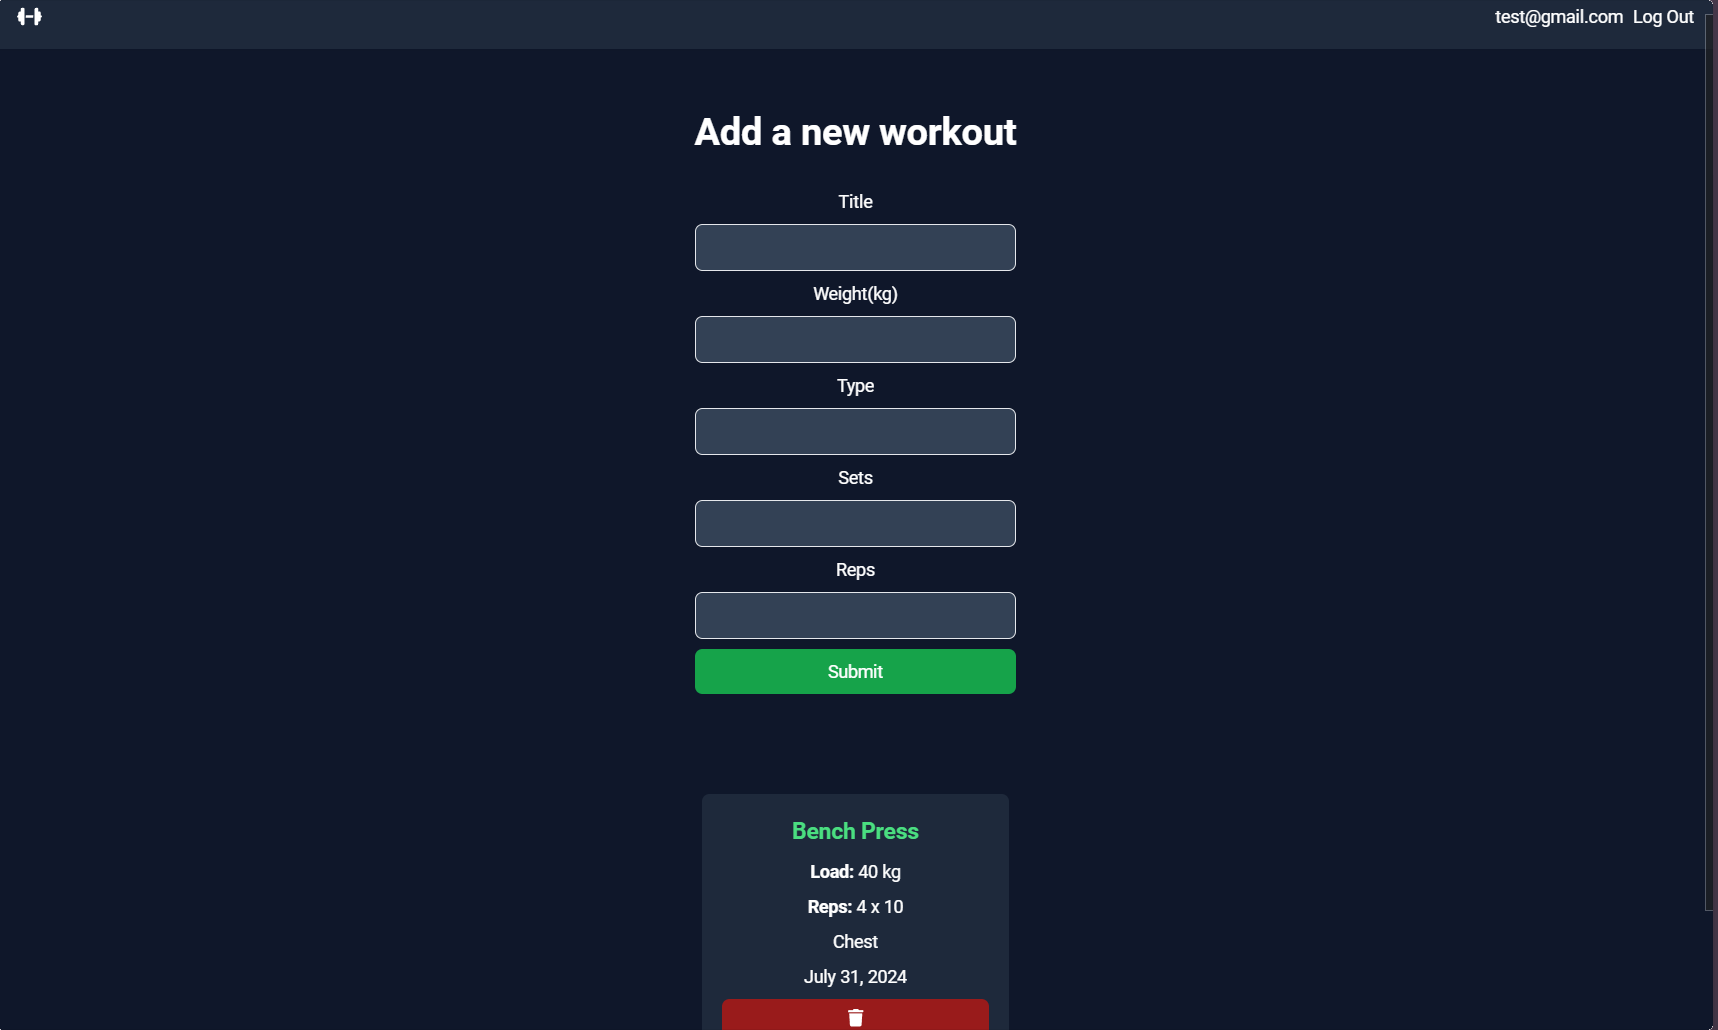 test@gmail.com Log Out
Add a new workout
Title
Weight(kg)
Type
Sets
Reps
Submit
Bench Press
Load: 40 kg
Reps: 4 x 10
Chest
July 31, 2024